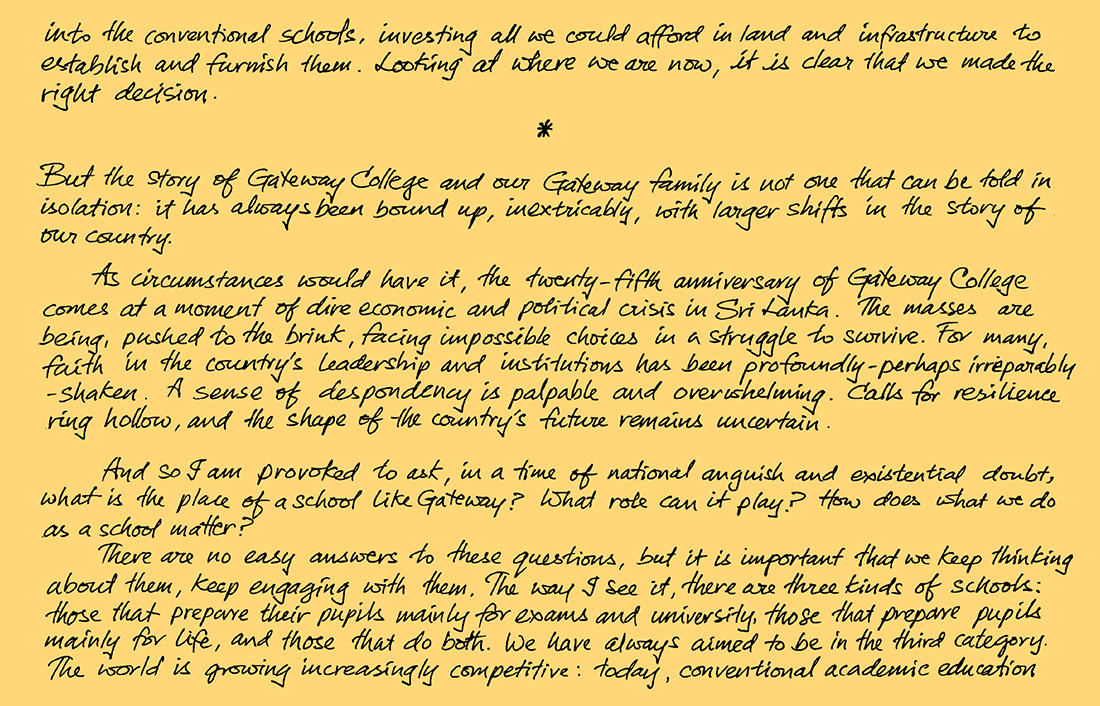 into the conventional schools, investing all we could afford in land and infrastructure to
establish and furnish them. Looking at where we are now, it is clear that we made the
right decision.
*
But the story of Gateway College and our Gateway family is not one that can be told in
isolation: it has always been bound up, inextricably, with larger shifts in the story of
our country.
As circumstances would have it, the twenty-fifth anniversary of Gateway College
comes at a moment of dire economic and political crisis in Sri Lanka. The masses are
being, pushed to the brink, facing impossible choices in a struggle to survive. For many,
faith in the country's leadership and institutions has been profoundly-perhaps irreparably
-shaken. A sense of despondency is palpable and overwhelming. Calls for resilience
ring hollow, and the shape of the country's future remains uncertain.
And so I am provoked to ask, in a time of national anguish and existential doubt,
what is the place of a school like Gateway? What role can it play? How does what we do
as a school matter?
There are no easy answers to these questions, but it is important that we keep thinking
about them, keep engaging with them. The way I see it, there are three kinds of schools:
those that prepare their pupils mainly for exams and university, those that prepare pupils
mainly for life, and those that do both. We have always aimed to be in the third category.
The world is growing increasingly competitive: today, conventional academic education